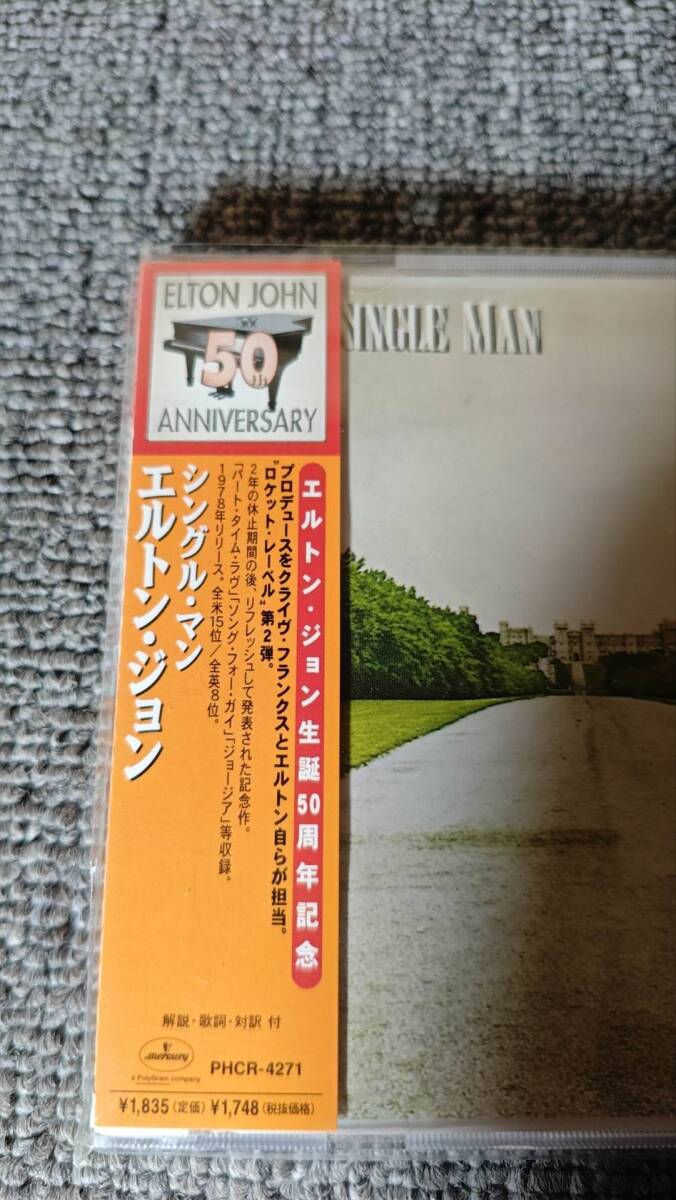 ELTON JOHN
50th
ANNIVERSARY
SINGLE MAN
エルトン・ジョン生誕50周年記念
プロデュースをクライヴ・フランクスとエルトン自らが担当。
"ロケット・レーベル"第2弾。
2年の休止期間の後、リフレッシュして発表された記念作。
「パート・タイム・ラヴ」「ソング・フォー・ガイ」「ジョージア」等収録。
1978年リリース。全米15位/全英8位。
シングル・マン
エルトン・ジョン
解説・歌詞・対訳 付
mercury
a PolyGram company
PHCR-4271
¥1,835(定価) ¥1,748(税抜価格)